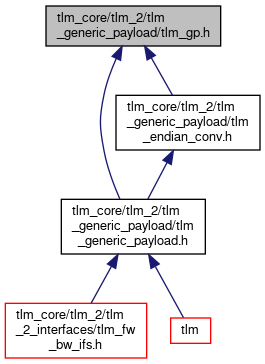 tlm_core/tlm_2/tlm
_generic_payload/tlm_gp.h
tlm_core/tlm_2/tlm
_generic_payload/tlm
_endian_conv.h
tlm_core/tlm_2/tlm
_generic_payload/tlm
_generic_payload.h
tlm_core/tlm_2/tlm
_2_interfaces/tlm_fw
_bw_ifs.h
tlm